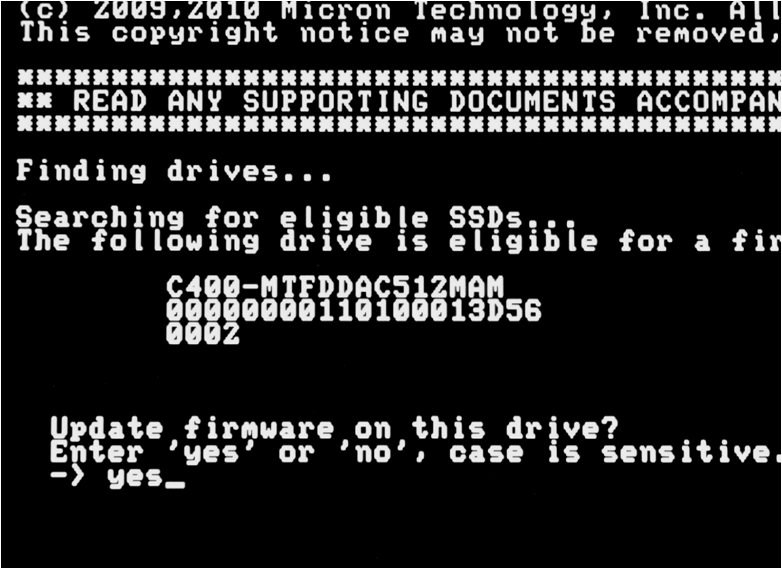 (c) 2009,2010 Micron Technology, Inc. All
This copyright notice may not be removed,
*****************************************
** READ ANY SUPPORTING DOCUMENTS ACCOMPAN
*****************************************
Finding drives...
Searching for eligible SSDs...
The following drive is eligible for a fir
C400-MTFDDAC512MAM
00000000110100013D56
0002
Update firmware on this drive?
Enter 'yes' or 'no', case is sensitive.
-> yes_